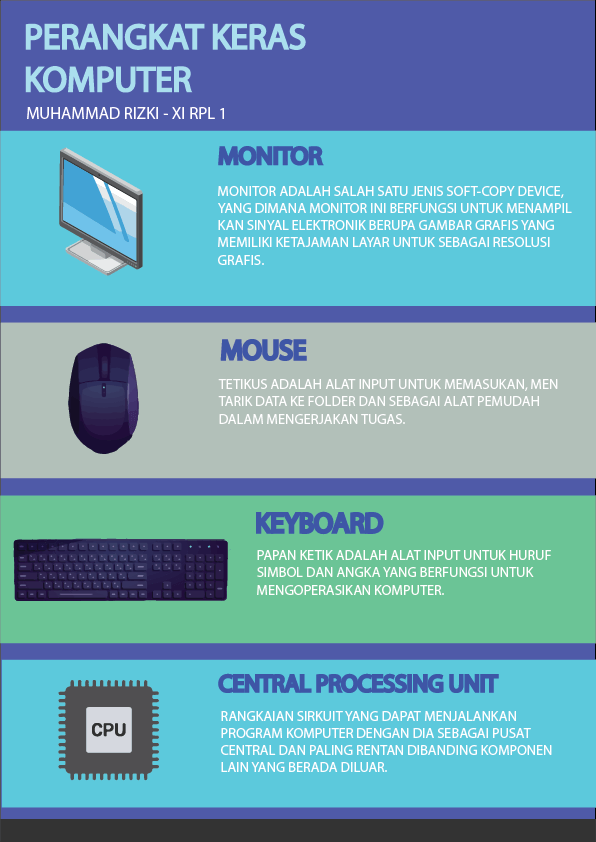 PERANGKAT KERAS
KOMPUTER
MUHAMMAD RIZKI - XI RPL 1
MONITOR
MONITOR ADALAH SALAH SATU JENIS SOFT-COPY DEVICE,
YANG DIMANA MONITOR INI BERFUNGSI UNTUK MENAMPIL
KAN SINYAL ELEKTRONIK BERUPA GAMBAR GRAFIS YANG
MEMILIKI KETAJAMAN LAYAR UNTUK SEBAGAI RESOLUSI
GRAFIS.
MOUSE
TETIKUS ADALAH ALAT INPUT UNTUK MEMASUKAN, MEN
TARIK DATA KE FOLDER DAN SEBAGAI ALAT PEMUDAH
DALAM MENGERJAKAN TUGAS.
KEYBOARD
PAPAN KETIK ADALAH ALAT INPUT UNTUK HURUF
SIMBOL DAN ANGKA YANG BERFUNGSI UNTUK
MENGOPERASIKAN KOMPUTER.
CENTRAL PROCESSING UNIT
CPU
RANGKAIAN SIRKUIT YANG DAPAT MENJALANKAN
PROGRAM KOMPUTER DENGAN DIA SEBAGAI PUSAT
CENTRAL DAN PALING RENTAN DIBANDING KOMPONEN
LAIN YANG BERADA DILUAR.